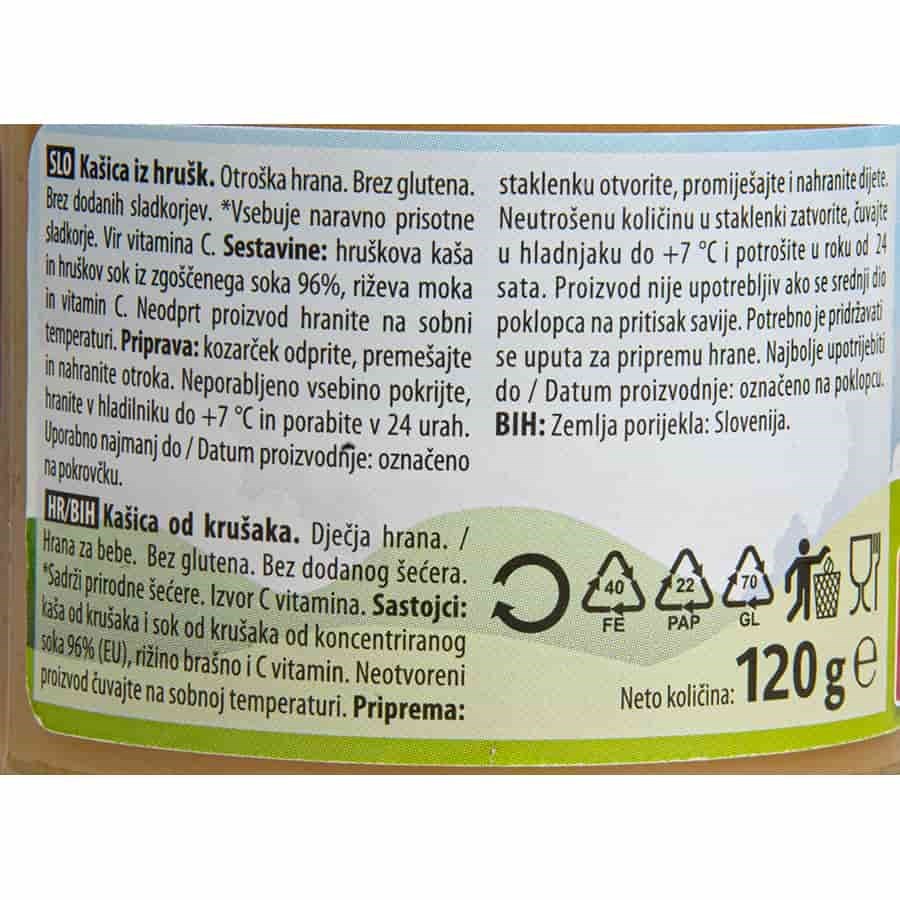 SLO Kašica iz hrušk. Otroška hrana. Brez glutena.
Brez dodanih sladkorjev. *Vsebuje naravno prisotne
sladkorje. Vir vitamina C. Sestavine: hruškova kaša
in hruškov sok iz zgoščenega soka 96%, riževa moka
in vitamin C. Neodprt proizvod hranite na sobni
temperaturi. Priprava: kozarček odprite, premešajte
in nahranite otroka. Neporabljeno vsebino pokrijte,
hranite v hladilniku do +7 °C in porabite v 24 urah.
Uporabno najmanj do / Datum proizvodnje: označeno
na pokrovčku.
HR/BIH Kašica od krušaka. Dječja hrana. /
Hrana za bebe. Bez glutena. Bez dodanog šećera.
*Sadrži prirodne šećere. Izvor C vitamina. Sastojci:
kaša od krušaka i sok od krušaka od koncentriranog
soka 96% (EU), rižino brašno i C vitamin. Neotvoreni
proizvod čuvajte na sobnoj temperaturi. Priprema:
staklenku otvorite, promiješajte i nahranite dijete.
Neutrošenu količinu u staklenki zatvorite, čuvajte
u hladnjaku do +7 °C i potrošite u roku od 24
sata. Proizvod nije upotrebljiv ako se srednji dio
poklopca na pritisak savije. Potrebno je pridržavati
se uputa za pripremu hrane. Najbolje upotrijebiti
do / Datum proizvodnje: označeno na poklopcu.
BIH: Zemlja porijekla: Slovenija.
40 22 70
FE PAP GL
Neto količina: 120 g e